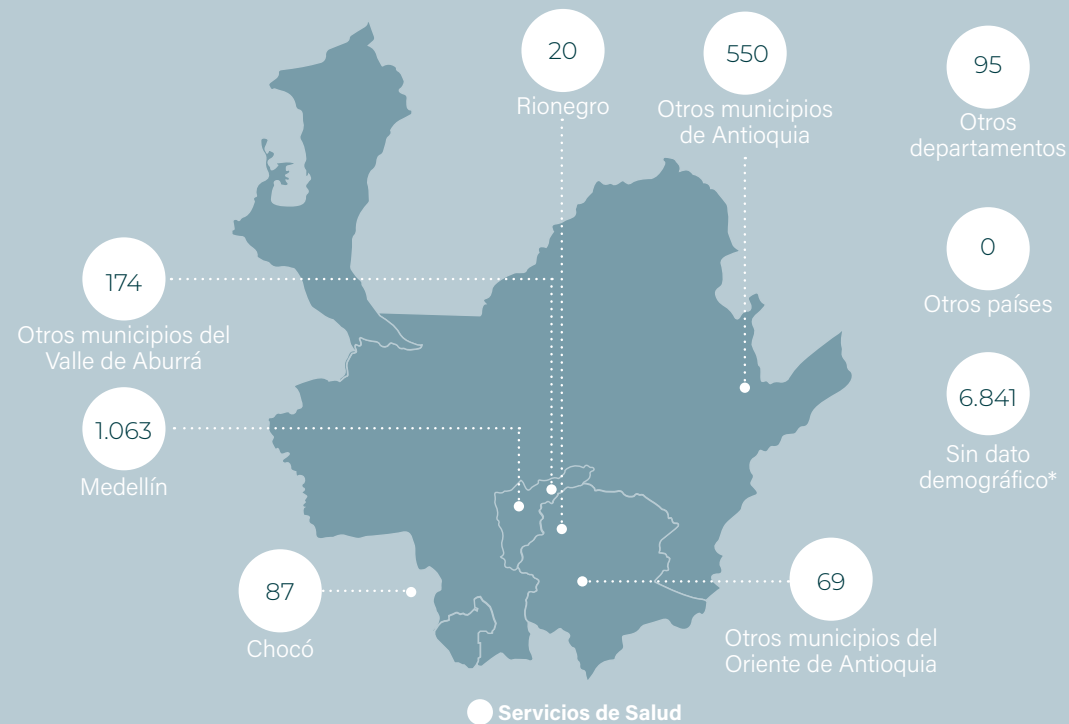 20
Rionegro
550
Otros municipios
de Antioquia
95
Otros
departamentos
174
Otros municipios del
Valle de Aburrá
0
Otros países
1.063
Medellín
6.841
Sin dato
demográfico*
87
Chocó
69
Otros municipios del
Oriente de Antioquia
Servicios de Salud